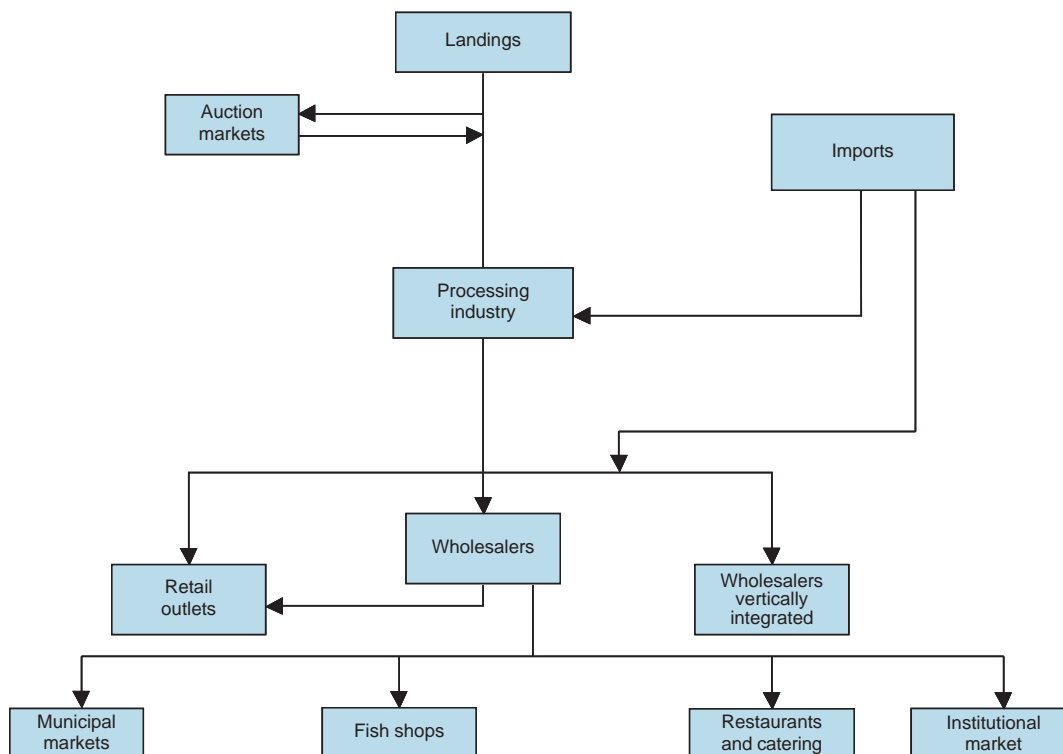 Landings
Auction
markets
Imports
Processing
industry
Wholesalers
Retail
outlets
Wholesalers
vertically
integrated
Municipal
markets
Fish shops
Restaurants
and catering
Institutional
market